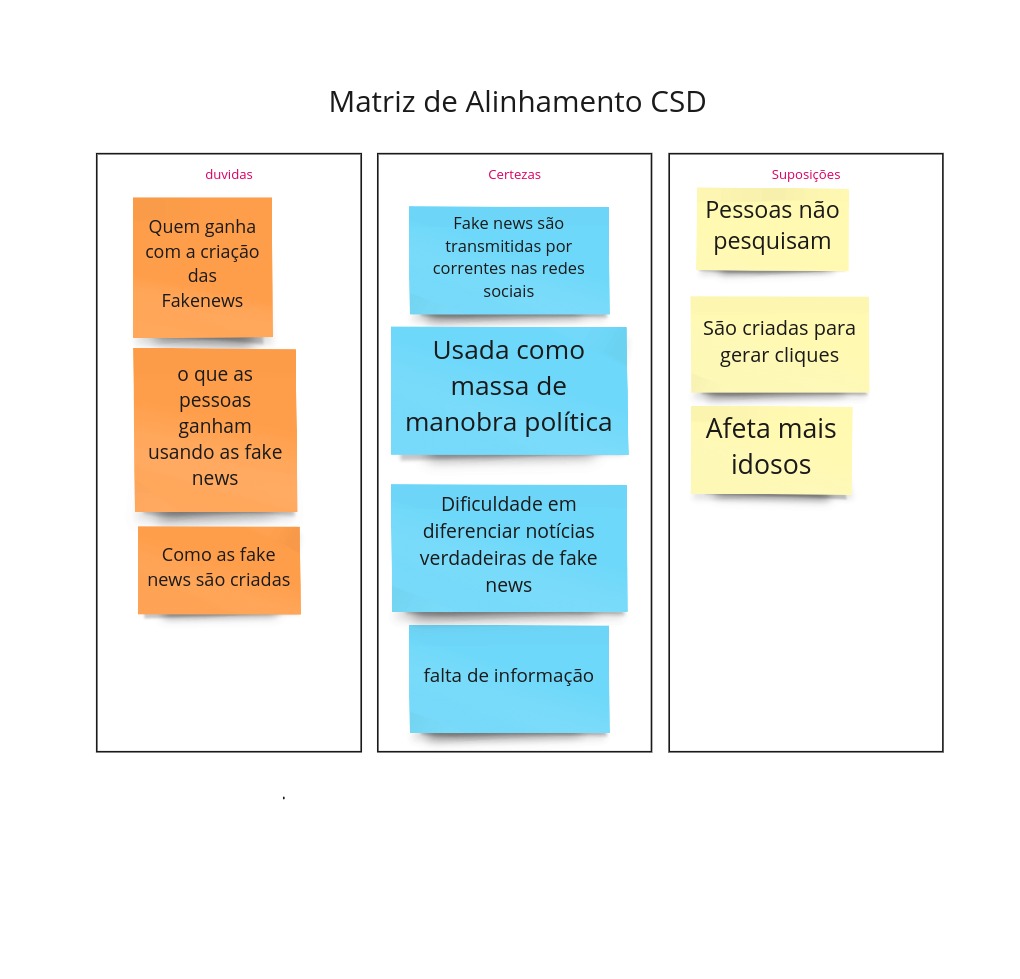 Matriz de Alinhamento CSD
duvidas
Quem ganha
com a criação
das
Fakenews
o que as
pessoas
ganham
usando as fake
news
Como as fake
news são criadas
Certezas
Fake news são
transmitidas por
correntes nas redes
sociais
Usada como
massa de
manobra política
Dificuldade em
diferenciar notícias
verdadeiras de fake
news
falta de informação
Suposições
Pessoas não
pesquisam
São criadas para
gerar cliques
Afeta mais
idosos
.